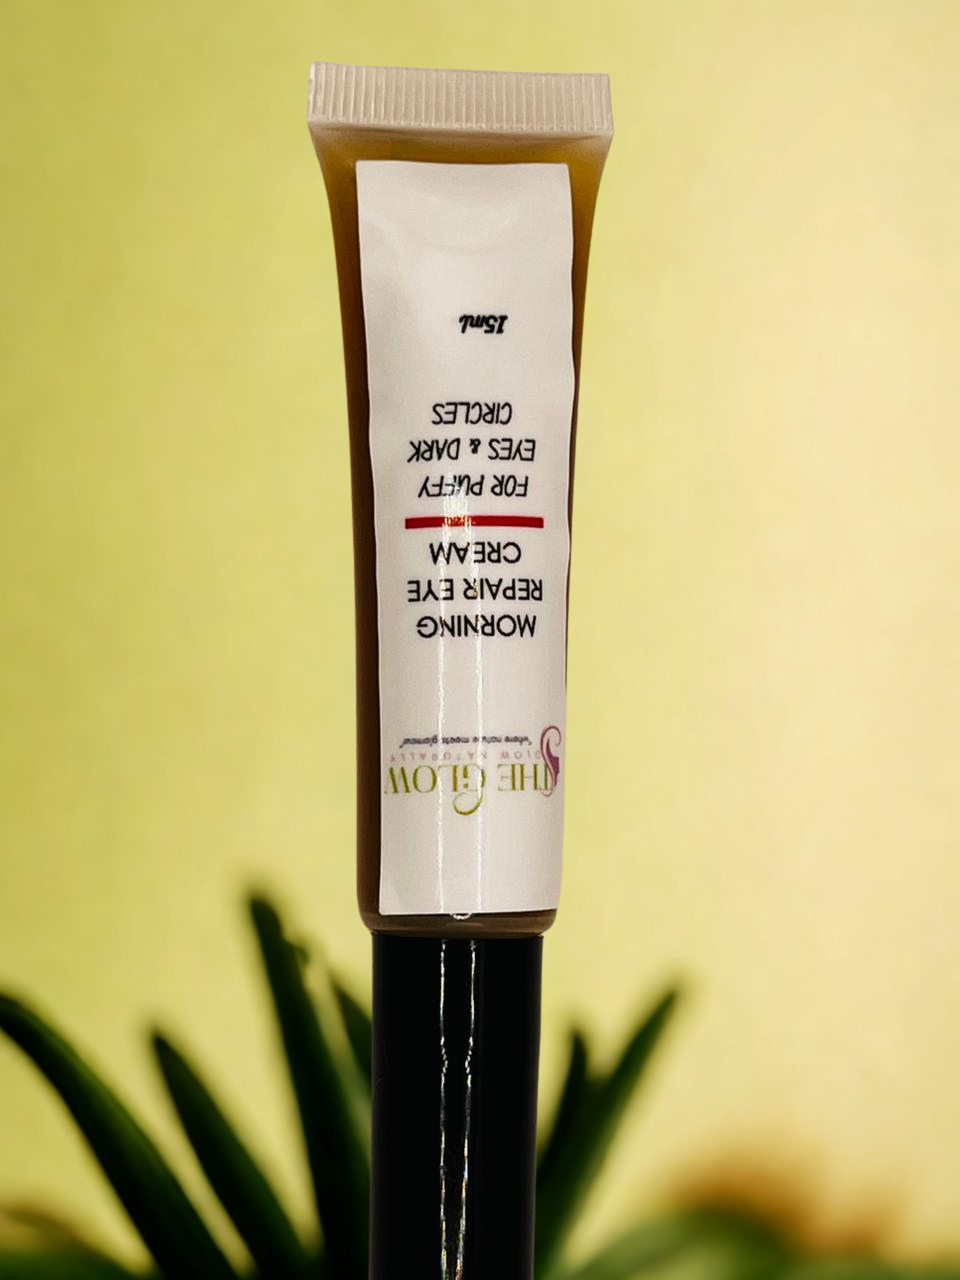 THE GLOW
GLOW NATURALLY
"where nature meets glamour"
MORNING
REPAIR EYE
CREAM
FOR PUFFY
EYES & DARK
CIRCLES
15ml